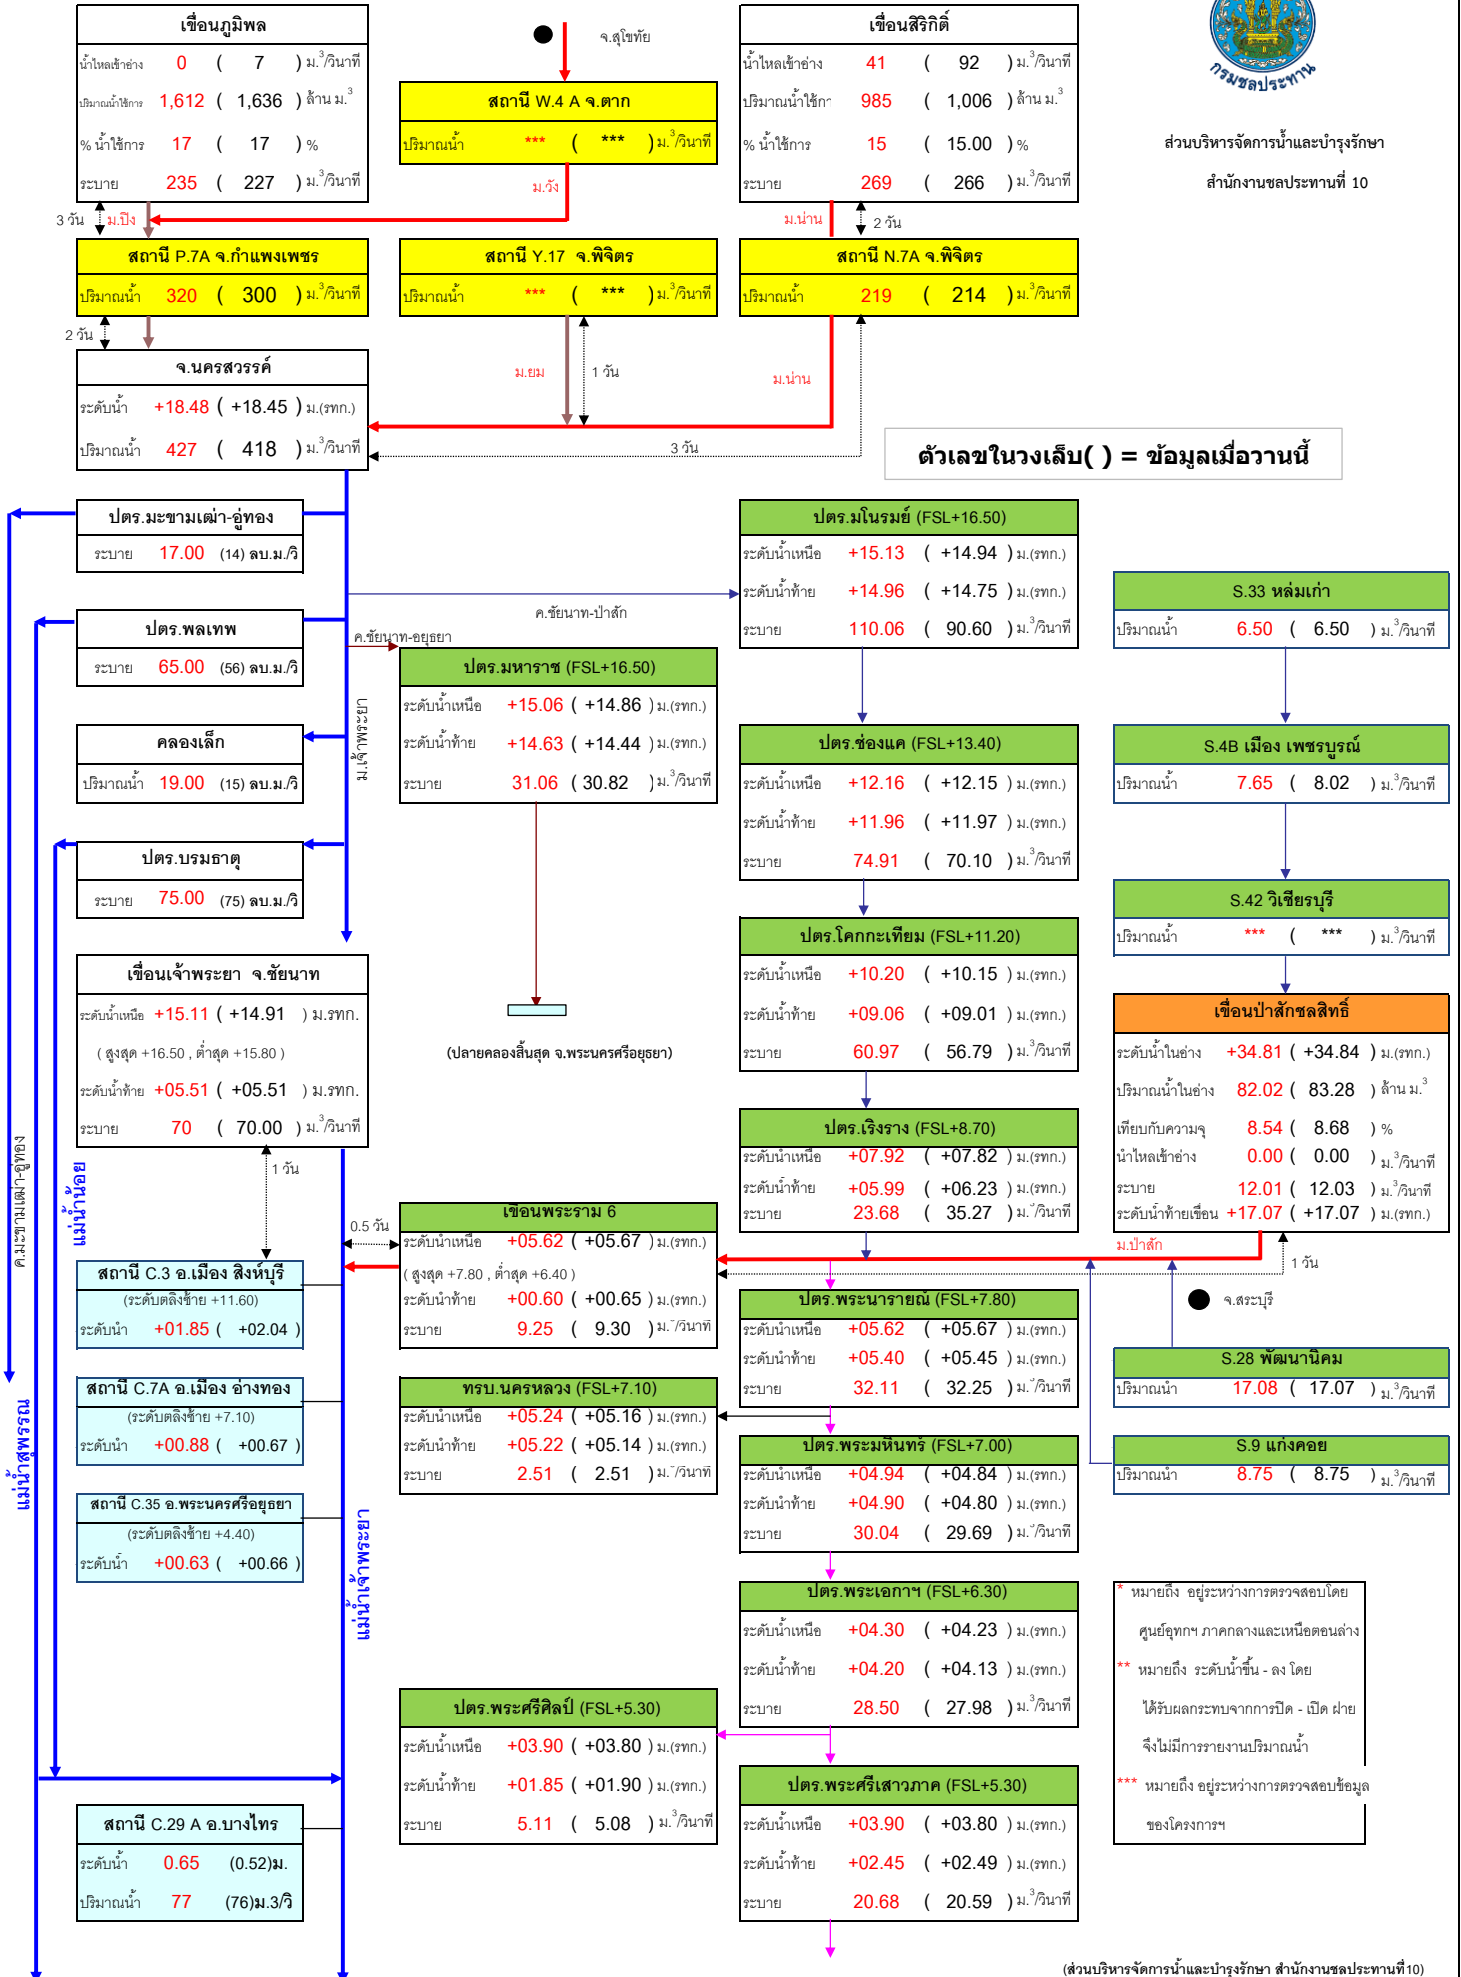 เขื่อนภูมิพล
น้ำไหลเข้าอ่าง 0 ( 7 ) ม.3/วินาที
ปริมาณน้ำใช้การ 1,612 ( 1,636 ) ล้าน ม.3
% น้ำใช้การ 17 ( 17 ) %
ระบาย 235 ( 227 ) ม.3/วินาที
จ.สุโขทัย
สถานี W.4 A จ.ตาก
ปริมาณน้ำ *** ( *** ) ม.3/วินาที
ม.วัง
เขื่อนสิริกิติ์
น้ำไหลเข้าอ่าง 41 ( 92 ) ม.3/วินาที
ปริมาณน้ำใช้กา 985 ( 1,006 ) ล้าน ม.3
% น้ำใช้การ 15 ( 15.00 ) %
ระบาย 269 ( 266 ) ม.3/วินาที
กรมชลประทาน
ส่วนบริหารจัดการน้ำและบำรุงรักษา
สำนักงานชลประทานที่ 10
3 วัน ม.ปิง
ม.น่าน 2 วัน
สถานี P.7A จ.กำแพงเพชร
ปริมาณน้ำ 320 ( 300 ) ม.3/วินาที
สถานี Y.17 จ.พิจิตร
ปริมาณน้ำ *** ( *** ) ม.3/วินาที
สถานี N.7A จ.พิจิตร
ปริมาณน้ำ 219 ( 214 ) ม.3/วินาที
2 วัน
ม.ยม 1 วัน
ม.น่าน
3 วัน
จ.นครสวรรค์
ระดับน้ำ +18.48 ( +18.45 ) ม.(รทก.)
ปริมาณน้ำ 427 ( 418 ) ม.3/วินาที
ตัวเลขในวงเล็บ( ) = ข้อมูลเมื่อวานนี้
ปตร.มะขามเฒ่า-อู่ทอง
ระบาย 17.00 (14) ลบ.ม./วิ
ปตร.พลเทพ
ระบาย 65.00 (56) ลบ.ม./วิ
คลองเล็ก
ปริมาณน้ำ 19.00 (15) ลบ.ม./วิ
ปตร.บรมธาตุ
ระบาย 75.00 (75) ลบ.ม./วิ
ค.ชัยนาท-ป่าสัก
ค.ชัยนาท-อยุธยา
ม.เจ้าพระยา
ปตร.มหาราช (FSL+16.50)
ระดับน้ำเหนือ +15.06 ( +14.86 ) ม.(รทก.)
ระดับน้ำท้าย +14.63 ( +14.44 ) ม.(รทก.)
ระบาย 31.06 ( 30.82 ) ม.3/วินาที
(ปลายคลองสิ้นสุด จ.พระนครศรีอยุธยา)
ปตร.มโนรมย์ (FSL+16.50)
ระดับน้ำเหนือ +15.13 ( +14.94 ) ม.(รทก.)
ระดับน้ำท้าย +14.96 ( +14.75 ) ม.(รทก.)
ระบาย 110.06 ( 90.60 ) ม.3/วินาที
ปตร.ช่องแค (FSL+13.40)
ระดับน้ำเหนือ +12.16 ( +12.15 ) ม.(รทก.)
ระดับน้ำท้าย +11.96 ( +11.97 ) ม.(รทก.)
ระบาย 74.91 ( 70.10 ) ม.3/วินาที
ปตร.โคกกะเทียม (FSL+11.20)
ระดับน้ำเหนือ +10.20 ( +10.15 ) ม.(รทก.)
ระดับน้ำท้าย +09.06 ( +09.01 ) ม.(รทก.)
ระบาย 60.97 ( 56.79 ) ม.3/วินาที
ปตร.เริงราง (FSL+8.70)
ระดับน้ำเหนือ +07.92 ( +07.82 ) ม.(รทก.)
ระดับน้ำท้าย +05.99 ( +06.23 ) ม.(รทก.)
ระบาย 23.68 ( 35.27 ) ม.3/วินาที
S.33 หล่มเก่า
ปริมาณน้ำ 6.50 ( 6.50 ) ม.3/วินาที
S.4B เมือง เพชรบูรณ์
ปริมาณน้ำ 7.65 ( 8.02 ) ม.3/วินาที
S.42 วิเชียรบุรี
ปริมาณน้ำ *** ( *** ) ม.3/วินาที
เขื่อนป่าสักชลสิทธิ์
ระดับน้ำในอ่าง +34.81 ( +34.84 ) ม.(รทก.)
ปริมาณน้ำในอ่าง 82.02 ( 83.28 ) ล้าน ม.3
เทียบกับความจุ 8.54 ( 8.68 ) %
น้ำไหลเข้าอ่าง 0.00 ( 0.00 ) ม.3/วินาที
ระบาย 12.01 ( 12.03 ) ม.3/วินาที
ระดับน้ำท้ายเขื่อน +17.07 ( +17.07 ) ม.(รทก.)
ม.ป่าสัก
1 วัน
จ.สระบุรี
เขื่อนเจ้าพระยา จ.ชัยนาท
ระดับน้ำเหนือ +15.11 ( +14.91 ) ม.รทก.
( สูงสุด +16.50 , ต่ำสุด +15.80 )
ระดับน้ำท้าย +05.51 ( +05.51 ) ม.รทก.
ระบาย 70 ( 70.00 ) ม.3/วินาที
1 วัน
0.5 วัน
ค.มะขามเฒ่า-อู่ทอง
แม่น้ำน้อย
แม่น้ำสุพรรณ
แม่น้ำเจ้าพระยา
สถานี C.3 อ.เมือง สิงห์บุรี
(ระดับตลิ่งซ้าย +11.60)
ระดับน้ำ +01.85 ( +02.04 )
สถานี C.7A อ.เมือง อ่างทอง
(ระดับตลิ่งซ้าย +7.10)
ระดับน้ำ +00.88 ( +00.67 )
สถานี C.35 อ.พระนครศรีอยุธยา
(ระดับตลิ่งซ้าย +4.40)
ระดับน้ำ +00.63 ( +00.66 )
สถานี C.29 A อ.บางไทร
ระดับน้ำ 0.65 (0.52)ม.
ปริมาณน้ำ 77 (76)ม.3/วิ
เขื่อนพระราม 6
ระดับน้ำเหนือ +05.62 ( +05.67 ) ม.(รทก.)
( สูงสุด +7.80 , ต่ำสุด +6.40 )
ระดับน้ำท้าย +00.60 ( +00.65 ) ม.(รทก.)
ระบาย 9.25 ( 9.30 ) ม.3/วินาที
ทรบ.นครหลวง (FSL+7.10)
ระดับน้ำเหนือ +05.24 ( +05.16 ) ม.(รทก.)
ระดับน้ำท้าย +05.22 ( +05.14 ) ม.(รทก.)
ระบาย 2.51 ( 2.51 ) ม.3/วินาที
ปตร.พระศรีศิลป์ (FSL+5.30)
ระดับน้ำเหนือ +03.90 ( +03.80 ) ม.(รทก.)
ระดับน้ำท้าย +01.85 ( +01.90 ) ม.(รทก.)
ระบาย 5.11 ( 5.08 ) ม.3/วินาที
ปตร.พระนารายณ์ (FSL+7.80)
ระดับน้ำเหนือ +05.62 ( +05.67 ) ม.(รทก.)
ระดับน้ำท้าย +05.40 ( +05.45 ) ม.(รทก.)
ระบาย 32.11 ( 32.25 ) ม.3/วินาที
ปตร.พระมหินทร์ (FSL+7.00)
ระดับน้ำเหนือ +04.94 ( +04.84 ) ม.(รทก.)
ระดับน้ำท้าย +04.90 ( +04.80 ) ม.(รทก.)
ระบาย 30.04 ( 29.69 ) ม.3/วินาที
ปตร.พระเอกาฯ (FSL+6.30)
ระดับน้ำเหนือ +04.30 ( +04.23 ) ม.(รทก.)
ระดับน้ำท้าย +04.20 ( +04.13 ) ม.(รทก.)
ระบาย 28.50 ( 27.98 ) ม.3/วินาที
ปตร.พระศรีเสาวภาค (FSL+5.30)
ระดับน้ำเหนือ +03.90 ( +03.80 ) ม.(รทก.)
ระดับน้ำท้าย +02.45 ( +02.49 ) ม.(รทก.)
ระบาย 20.68 ( 20.59 ) ม.3/วินาที
S.28 พัฒนานิคม
ปริมาณน้ำ 17.08 ( 17.07 ) ม.3/วินาที
S.9 แก่งคอย
ปริมาณน้ำ 8.75 ( 8.75 ) ม.3/วินาที
* หมายถึง อยู่ระหว่างการตรวจสอบโดย
ศูนย์อุทกฯ ภาคกลางและเหนือตอนล่าง
** หมายถึง ระดับน้ำขึ้น - ลง โดย
ได้รับผลกระทบจากการปิด - เปิด ฝาย
จึงไม่มีการรายงานปริมาณน้ำ
*** หมายถึง อยู่ระหว่างการตรวจสอบข้อมูล
ของโครงการฯ
(ส่วนบริหารจัดการน้ำและบำรุงรักษา สำนักงานชลประทานที่10)